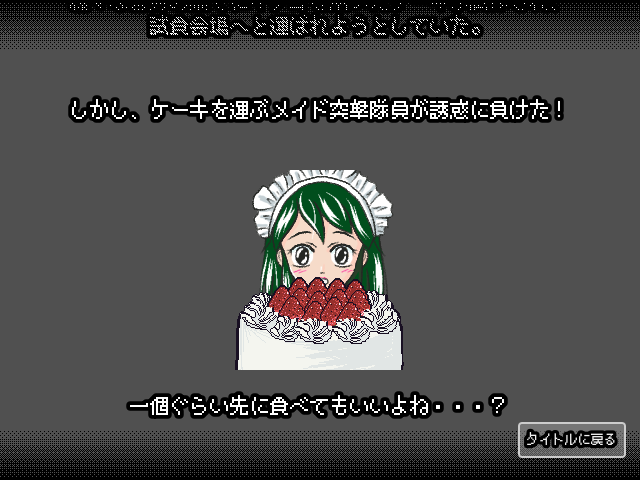 試食会場へと運ばれようとしていた。
しかし、ケーキを運ぶメイド突撃隊員が誘惑に負けた！
一個ぐらい先に食べてもいいよね・・・？
タイトルに戻る